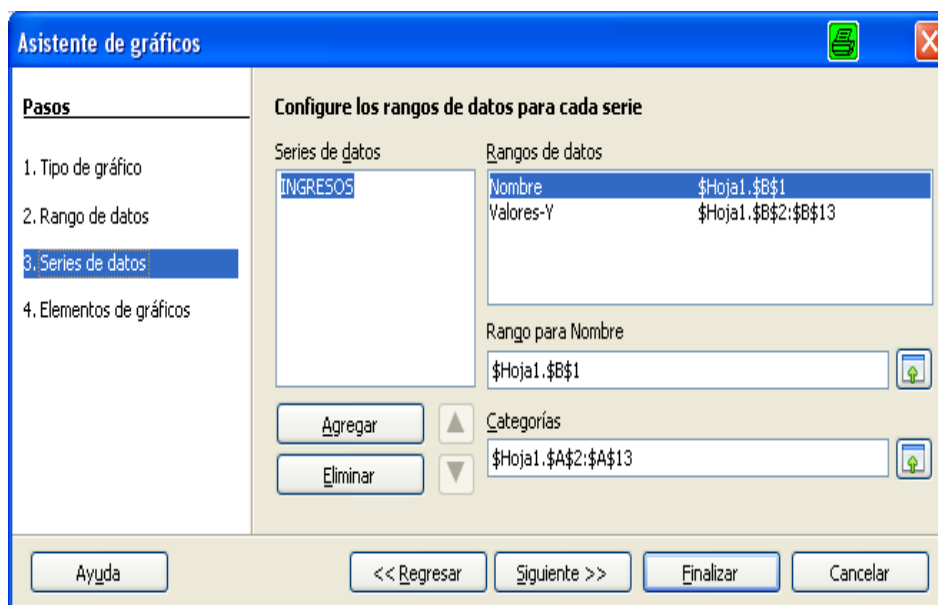 Asistente de gráficos
Pasos
1. Tipo de gráfico
2. Rango de datos
3. Series de datos
4. Elementos de gráficos
Configure los rangos de datos para cada serie
Series de datos
INGRESOS
Agregar
Eliminar
Rangos de datos
Nombre $Hoja1.$B$1
Valores-Y $Hoja1.$B$2:$B$13
Rango para Nombre
$Hoja1.$B$1
Categorías
$Hoja1.$A$2:$A$13
Ayuda << Regresar Siguiente >> Finalizar Cancelar